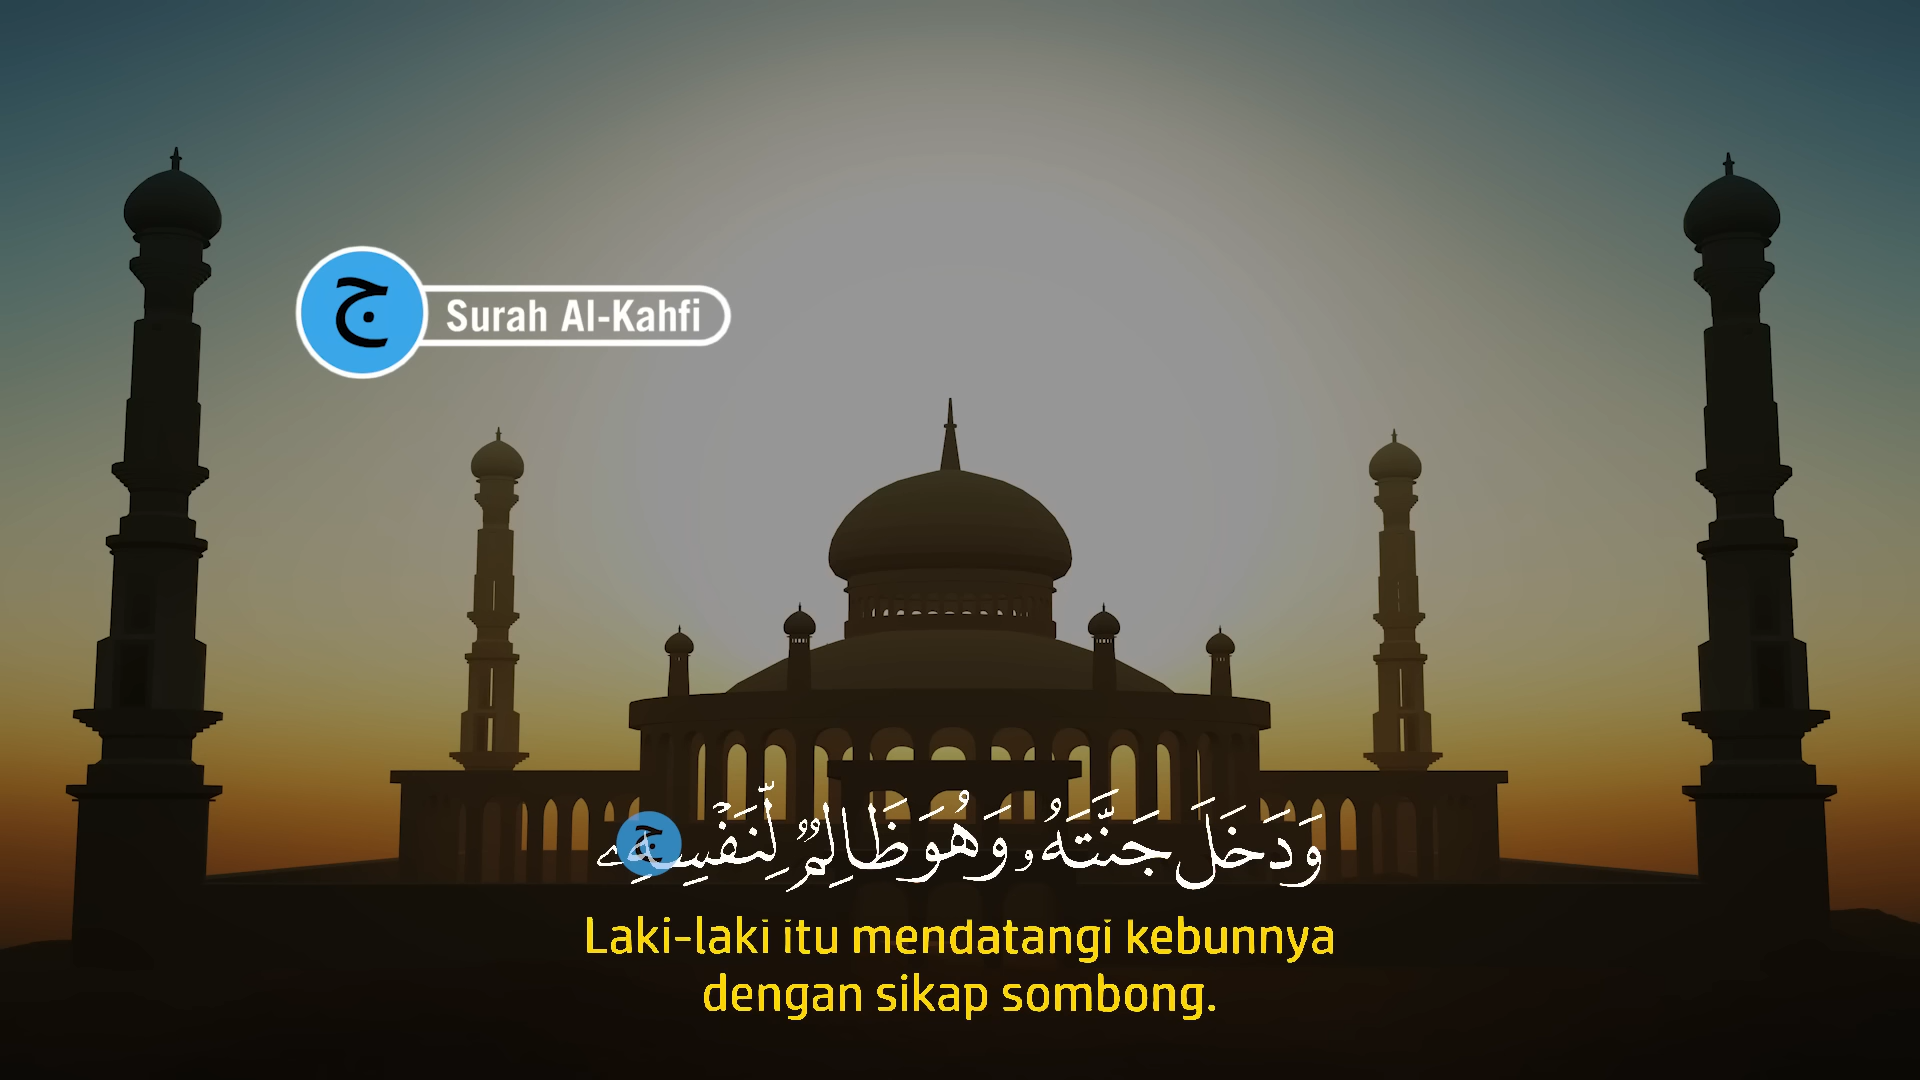 ج
Surah Al-Kahfi
وَدَخَلَ جَنَّتَهُۥ وَهُوَ ظَالِمٌ لِّنَفْسِهِۦ
ج
Laki-laki itu mendatangi kebunnya
dengan sikap sombong.